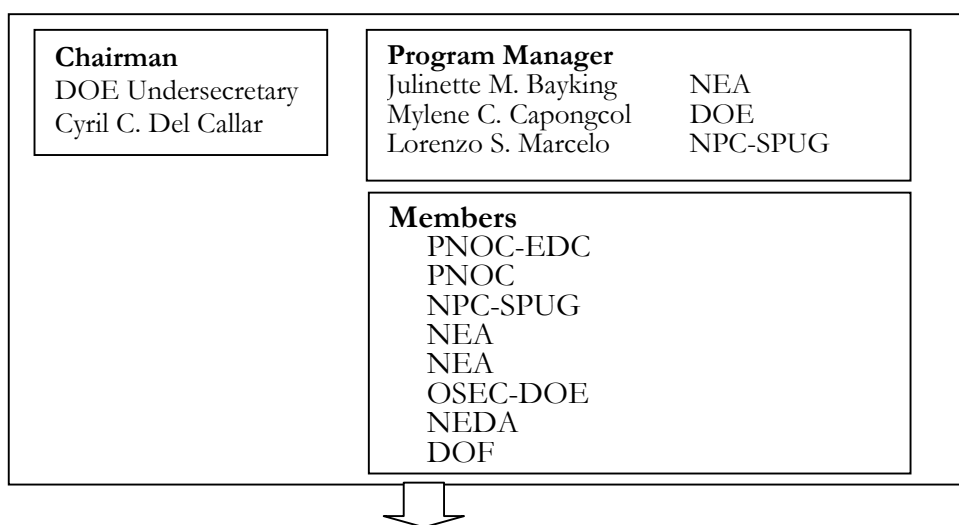 Chairman
DOE Undersecretary
Cyril C. Del Callar
Program Manager
Julinette M. Bayking NEA
Mylene C. Capongcol DOE
Lorenzo S. Marcelo NPC-SPUG
Members
PNOC-EDC
PNOC
NPC-SPUG
NEA
NEA
OSEC-DOE
NEDA
DOF